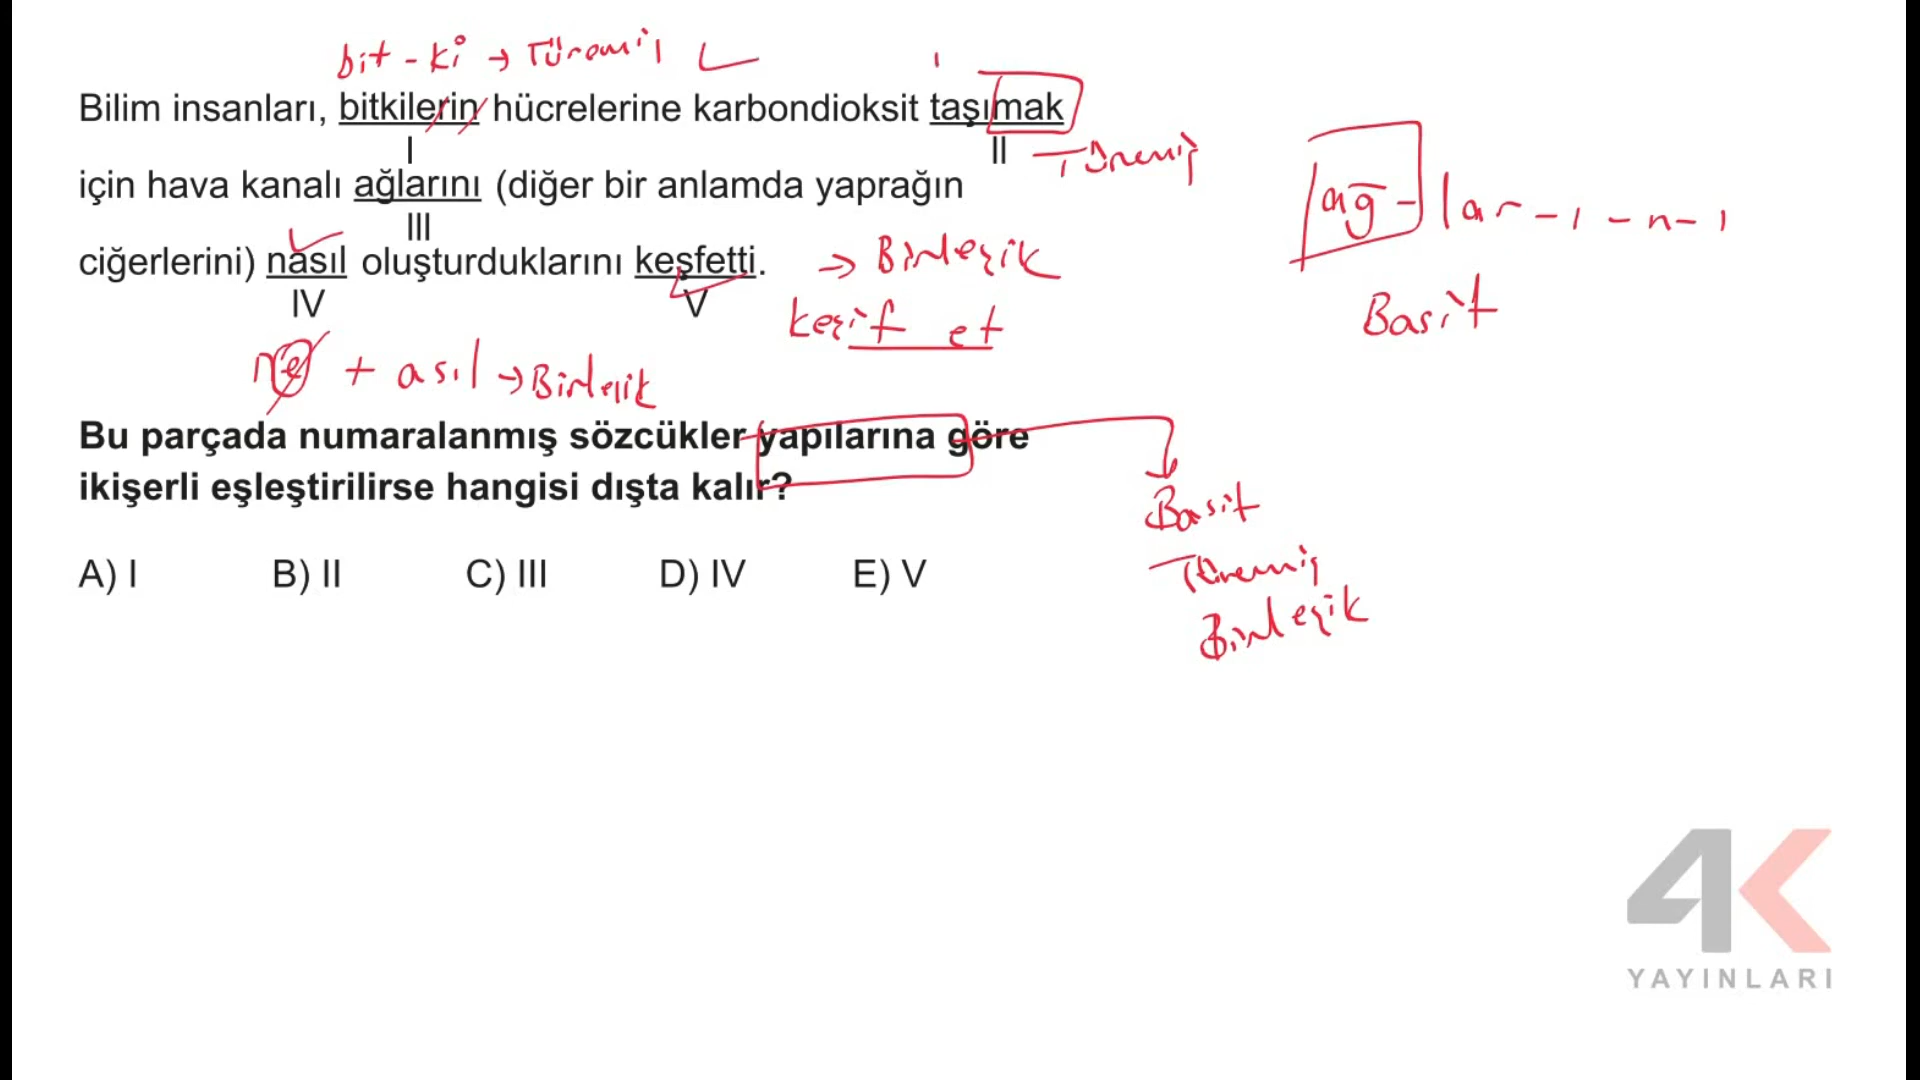 bit - ki → Türemiş
Bilim insanları, bitkilerin hücrelerine karbondioksit taşımak
I
II
Türemiş
için hava kanalı ağlarını (diğer bir anlamda yaprağın
III
ağ - lar - ı - n - ı
Basit
ciğerlerini) nasıl oluşturduklarını keşfetti.
IV
V
→ Birleşik
keşif et
ne + asıl → Birleşik
Bu parçada numaralanmış sözcükler yapılarına göre
ikişerli eşleştirilirse hangisi dışta kalır?
Basit
Türemiş
Birleşik
A) I B) II C) III D) IV E) V
4K
YAYINLARI